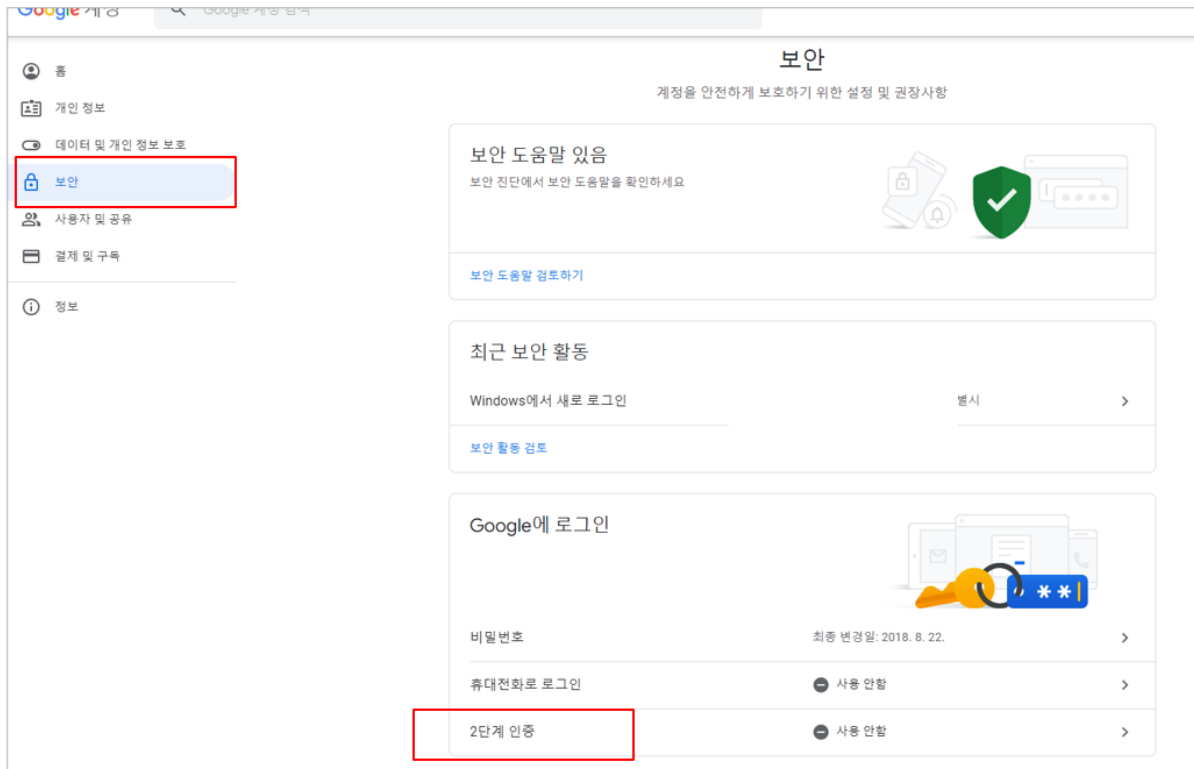 Google 계정
Google 계정 검색
홈
개인 정보
데이터 및 개인 정보 보호
보안
사용자 및 공유
결제 및 구독
정보
보안
계정을 안전하게 보호하기 위한 설정 및 권장사항
보안 도움말 있음
보안 진단에서 보안 도움말을 확인하세요
보안 도움말 검토하기
최근 보안 활동
Windows에서 새로 로그인 별시
보안 활동 검토
Google에 로그인
비밀번호 최종 변경일: 2018. 8. 22.
휴대전화로 로그인 사용 안함
2단계 인증 사용 안함